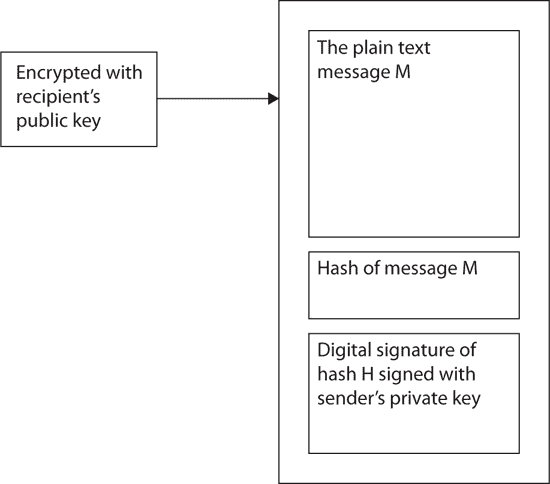 Encrypted with
recipient’s
public key
The plain text
message M
Hash of message M
Digital signature of
hash H signed with
sender’s private key